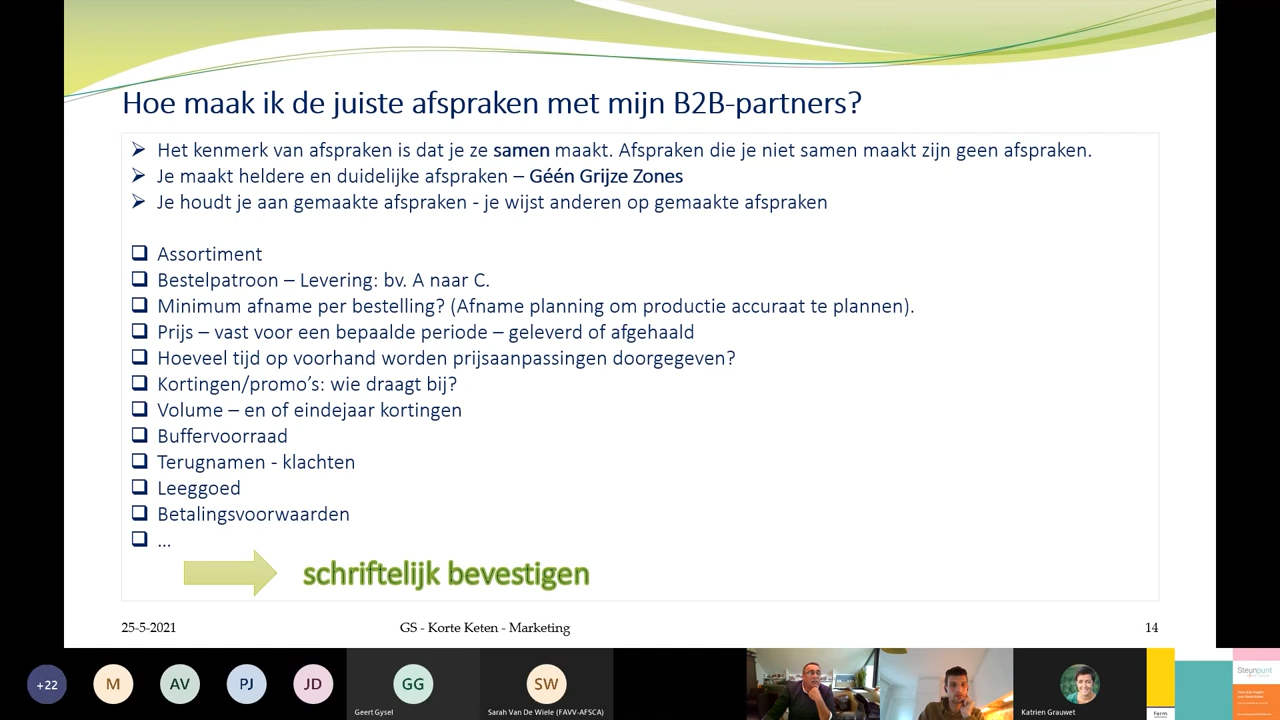 Hoe maak ik de juiste afspraken met mijn B2B-partners?
Het kenmerk van afspraken is dat je ze samen maakt. Afspraken die je niet samen maakt zijn geen afspraken.
Je maakt heldere en duidelijke afspraken – Géén Grijze Zones
Je houdt je aan gemaakte afspraken - je wijst anderen op gemaakte afspraken
Assortiment
Bestelpatroon – Levering: bv. A naar C.
Minimum afname per bestelling? (Afname planning om productie accuraat te plannen).
Prijs – vast voor een bepaalde periode – geleverd of afgehaald
Hoeveel tijd op voorhand worden prijsaanpassingen doorgegeven?
Kortingen/promo's: wie draagt bij?
Volume – en of eindejaar kortingen
Buffervoorraad
Terugnamen - klachten
Leeggoed
Betalingsvoorwaarden
...
schriftelijk bevestigen
25-5-2021
GS - Korte Keten - Marketing
14
+22
M
AV
PJ
JD
GG
SW
Geert Gysel
Sarah Van De Wiele (FAVV-AFSCA)
Katrien Grauwet
Ferm
Steunpunt